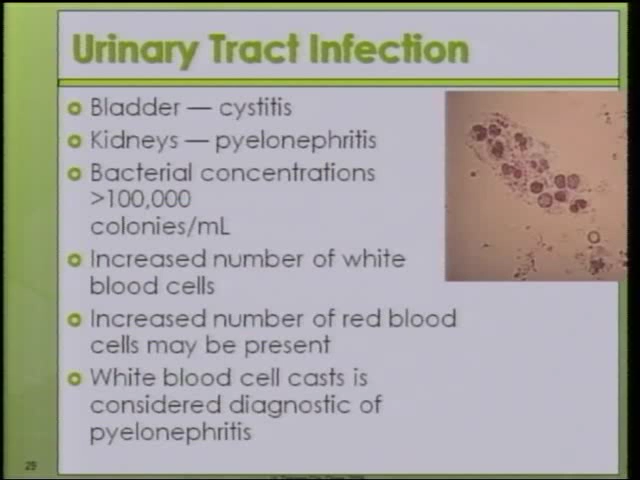 Urinary Tract Infection
Bladder — cystitis
Kidneys — pyelonephritis
Bacterial concentrations
>100,000
colonies/mL
Increased number of white
blood cells
Increased number of red blood
cells may be present
White blood cell casts is
considered diagnostic of
pyelonephritis
29